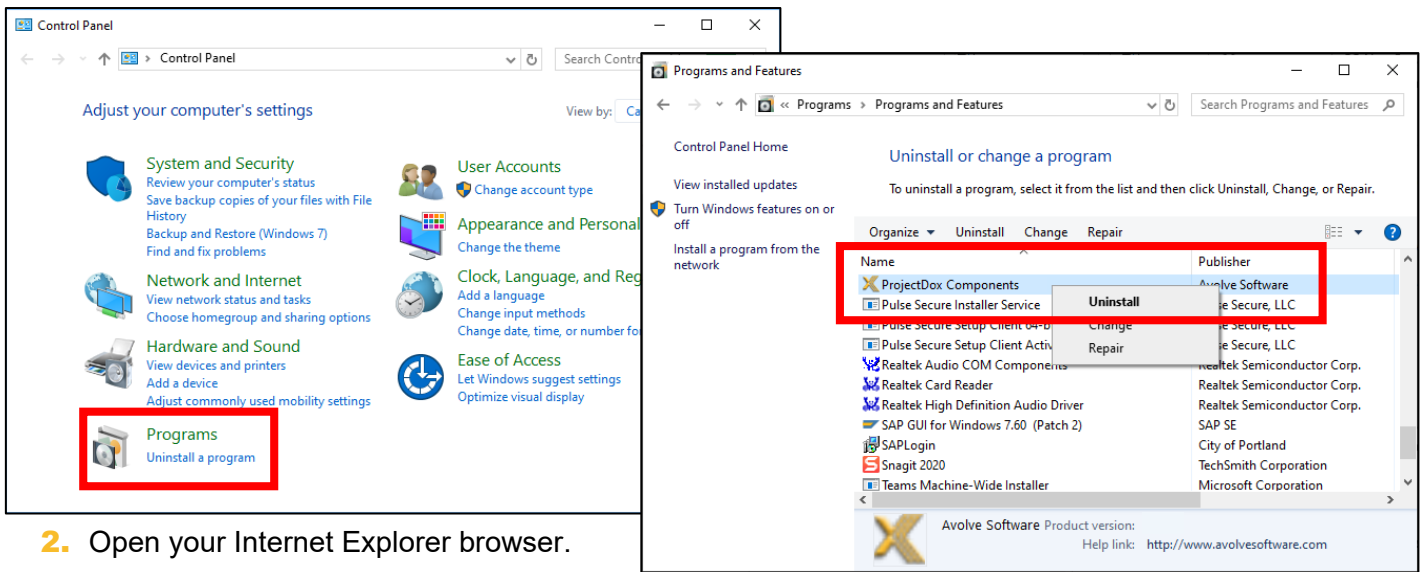 Control Panel
Control Panel
Search Contro
Adjust your computer's settings
View by: Ca
System and Security
Review your computer's status
Save backup copies of your files with File
History
Backup and Restore (Windows 7)
Find and fix problems
Network and Internet
View network status and tasks
Choose homegroup and sharing options
Hardware and Sound
View devices and printers
Add a device
Adjust commonly used mobility settings
Programs
Uninstall a program
User Accounts
Change account type
Appearance and Personal
Change the theme
Clock, Language, and Reg
Add a language
Change input methods
Change date, time, or number fo
Ease of Access
Let Windows suggest settings
Optimize visual display
Programs and Features
« Programs > Programs and Features
Search Programs and Features
Control Panel Home
View installed updates
Turn Windows features on or
off
Install a program from the
network
Uninstall or change a program
To uninstall a program, select it from the list and then click Uninstall, Change, or Repair.
Organize Uninstall Change Repair
Name Publisher
ProjectDox Components Avolve Software
Pulse Secure Installer Service se Secure, LLC
Pulse Secure Setup Client 64-b se Secure, LLC
Pulse Secure Setup Client Activ se Secure, LLC
Uninstall
Change
Repair
Realtek Audio COM Components Realtek Semiconductor Corp.
Realtek Card Reader Realtek Semiconductor Corp.
Realtek High Definition Audio Driver Realtek Semiconductor Corp.
SAP GUI for Windows 7.60 (Patch 2) SAP SE
SAPLogin City of Portland
Snagit 2020 TechSmith Corporation
Teams Machine-Wide Installer Microsoft Corporation
Avolve Software Product version:
Help link: http://www.avolvesoftware.com
2. Open your Internet Explorer browser.